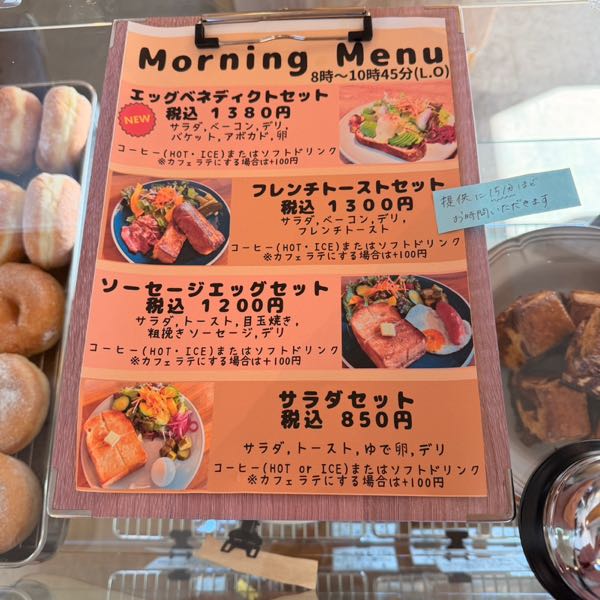 Morning Menu
8時〜10時45分(L.O)
エッグベネディクトセット
NEW
税込 1380円
サラダ,ベーコン,デリ,
バケット,アボカド,卵
コーヒー(HOT・ICE)またはソフトドリンク
※カフェラテにする場合は+100円
フレンチトーストセット
税込 1300円
サラダ,ベーコン,デリ,
フレンチトースト
コーヒー(HOT・ICE)またはソフトドリンク
※カフェラテにする場合は+100円
提供に15分ほど
お時間いただきます
ソーセージエッグセット
税込 1200円
サラダ,トースト,目玉焼き,
粗挽きソーセージ,デリ
コーヒー(HOT・ICE)またはソフトドリンク
※カフェラテにする場合は+100円
サラダセット
税込 850円
サラダ,トースト,ゆで卵,デリ
コーヒー(HOT or ICE)またはソフトドリンク
※カフェラテにする場合は+100円